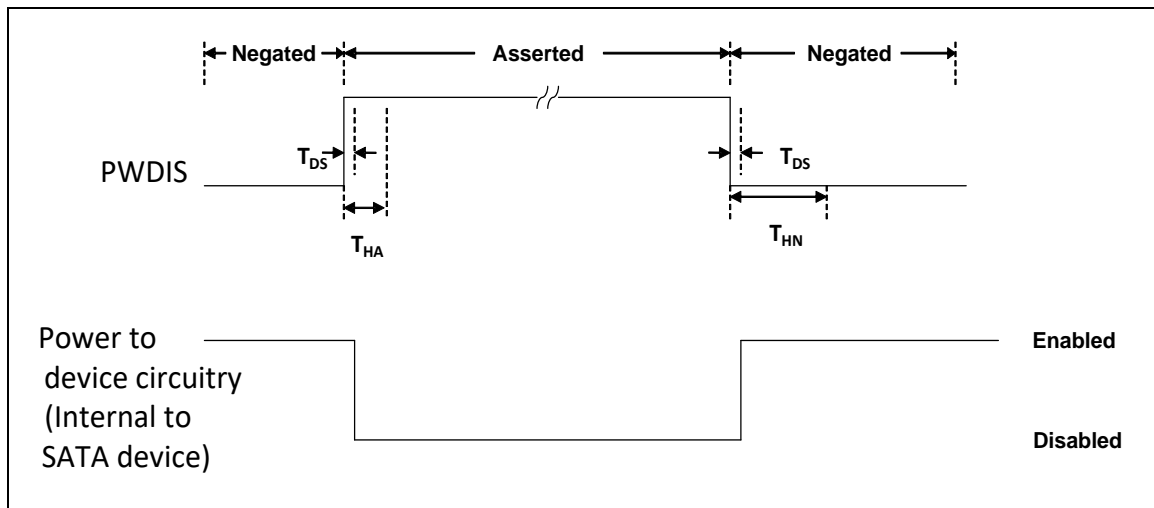 Negated
Asserted
Negated
PWDIS
TDS
TDS
THA
THN
Power to
device circuitry
(Internal to
SATA device)
Enabled
Disabled